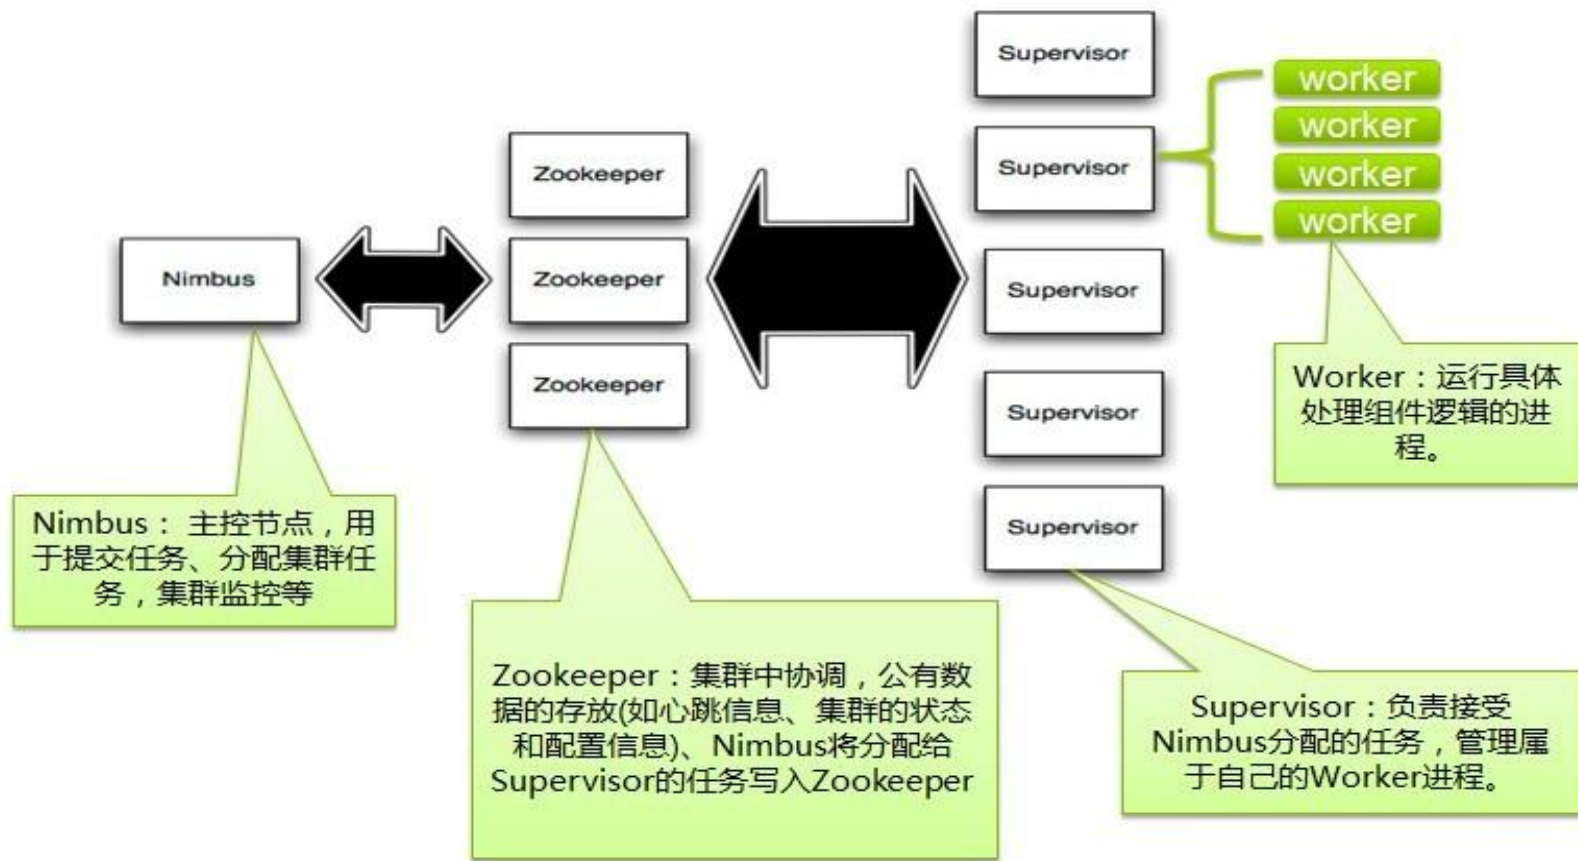 Nimbus
Zookeeper
Zookeeper
Zookeeper
Supervisor
Supervisor
Supervisor
Supervisor
Supervisor
worker
worker
worker
worker
Nimbus： 主控节点，用
于提交任务、分配集群任
务，集群监控等
Zookeeper：集群中协调，公有数
据的存放(如心跳信息、集群的状态
和配置信息)、Nimbus将分配给
Supervisor的任务写入Zookeeper
Supervisor：负责接受
Nimbus分配的任务，管理属
于自己的Worker进程。
Worker：运行具体
处理组件逻辑的进
程。